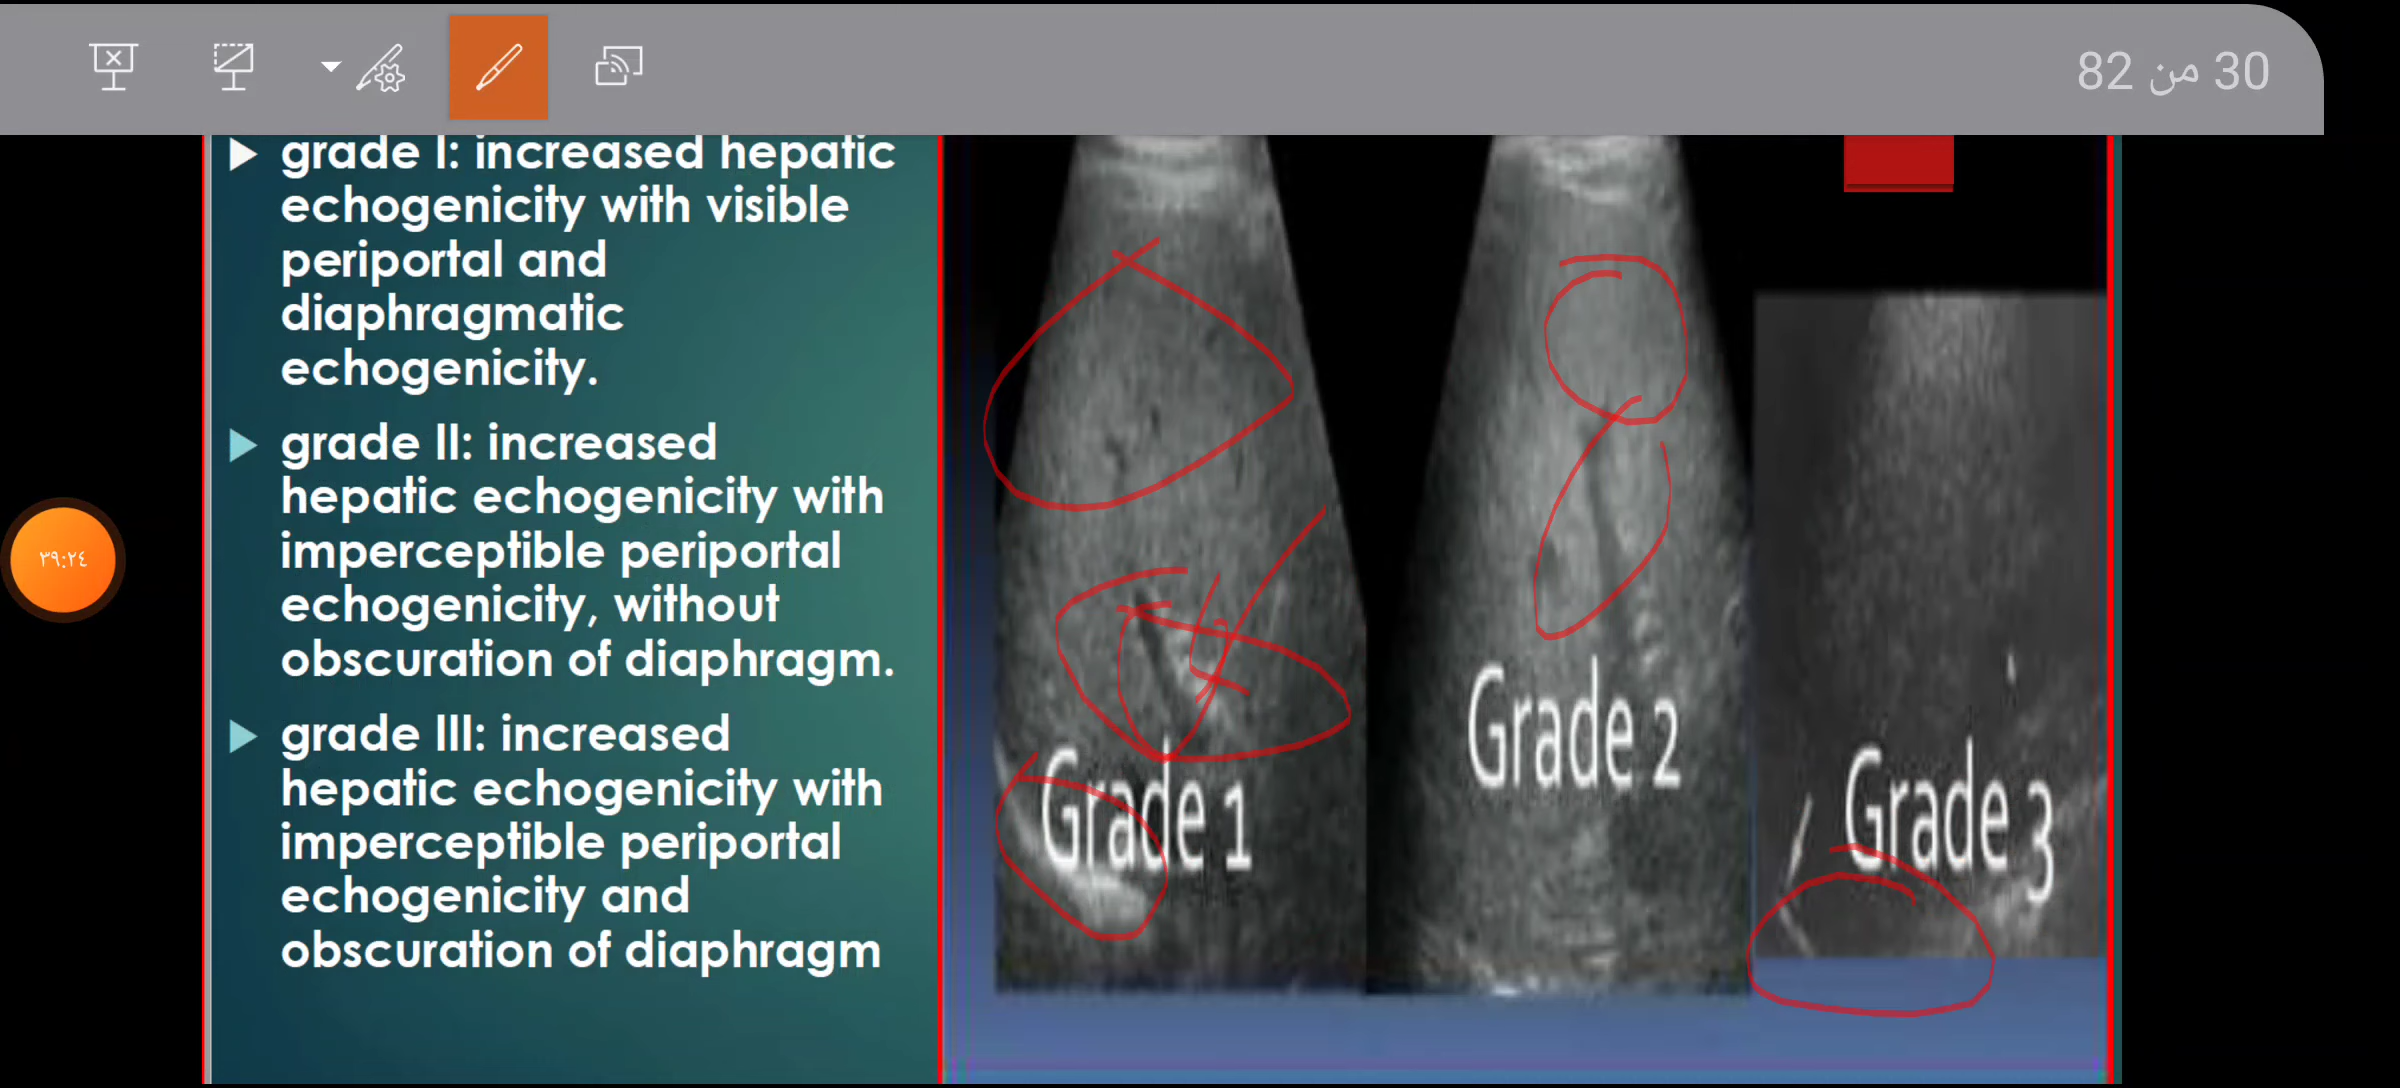 30 من 82
grade I: increased hepatic
echogenicity with visible
periportal and
diaphragmatic
echogenicity.
grade II: increased
hepatic echogenicity with
imperceptible periportal
echogenicity, without
obscuration of diaphragm.
grade III: increased
hepatic echogenicity with
imperceptible periportal
echogenicity and
obscuration of diaphragm
٣٩:٢٤
Grade 1
Grade 2
Grade 3